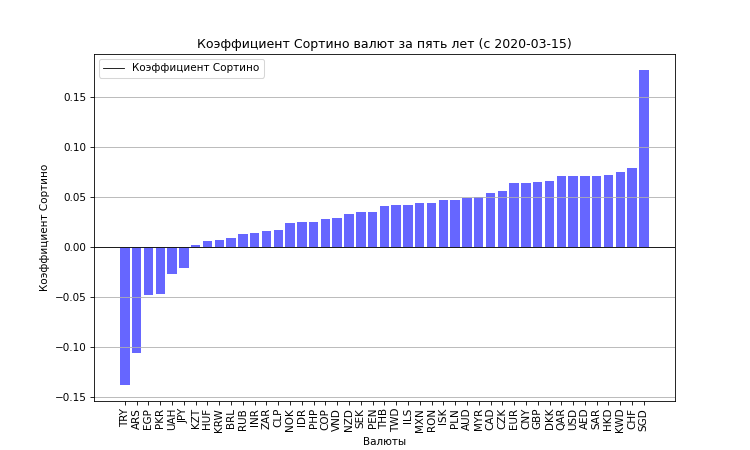 Коэффициент Сортино валют за пять лет (с 2020-03-15)
Коэффициент Сортино
0.15
0.10
0.05
0.00
−0.05
−0.10
−0.15
Коэффициент Сортино
TRY ARS EGP PKR UAH JPY KZT HUF KRW BRL RUB INR ZAR CLP NOK IDR PHP COP VND NZD SEK PEN THB TWD ILS MXN RON ISK PLN AUD MYR CAD CZK EUR CNY GBP DKK QAR USD AED SAR HKD KWD CHF SGD
Валюты